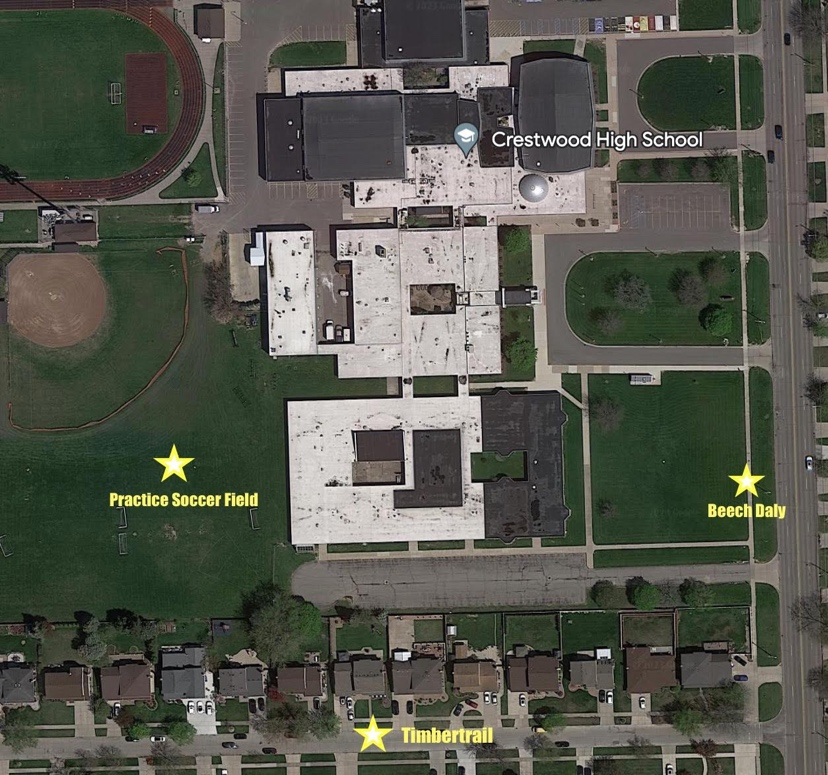 Crestwood High School
Practice Soccer Field
Beech Daly
Timbertrail